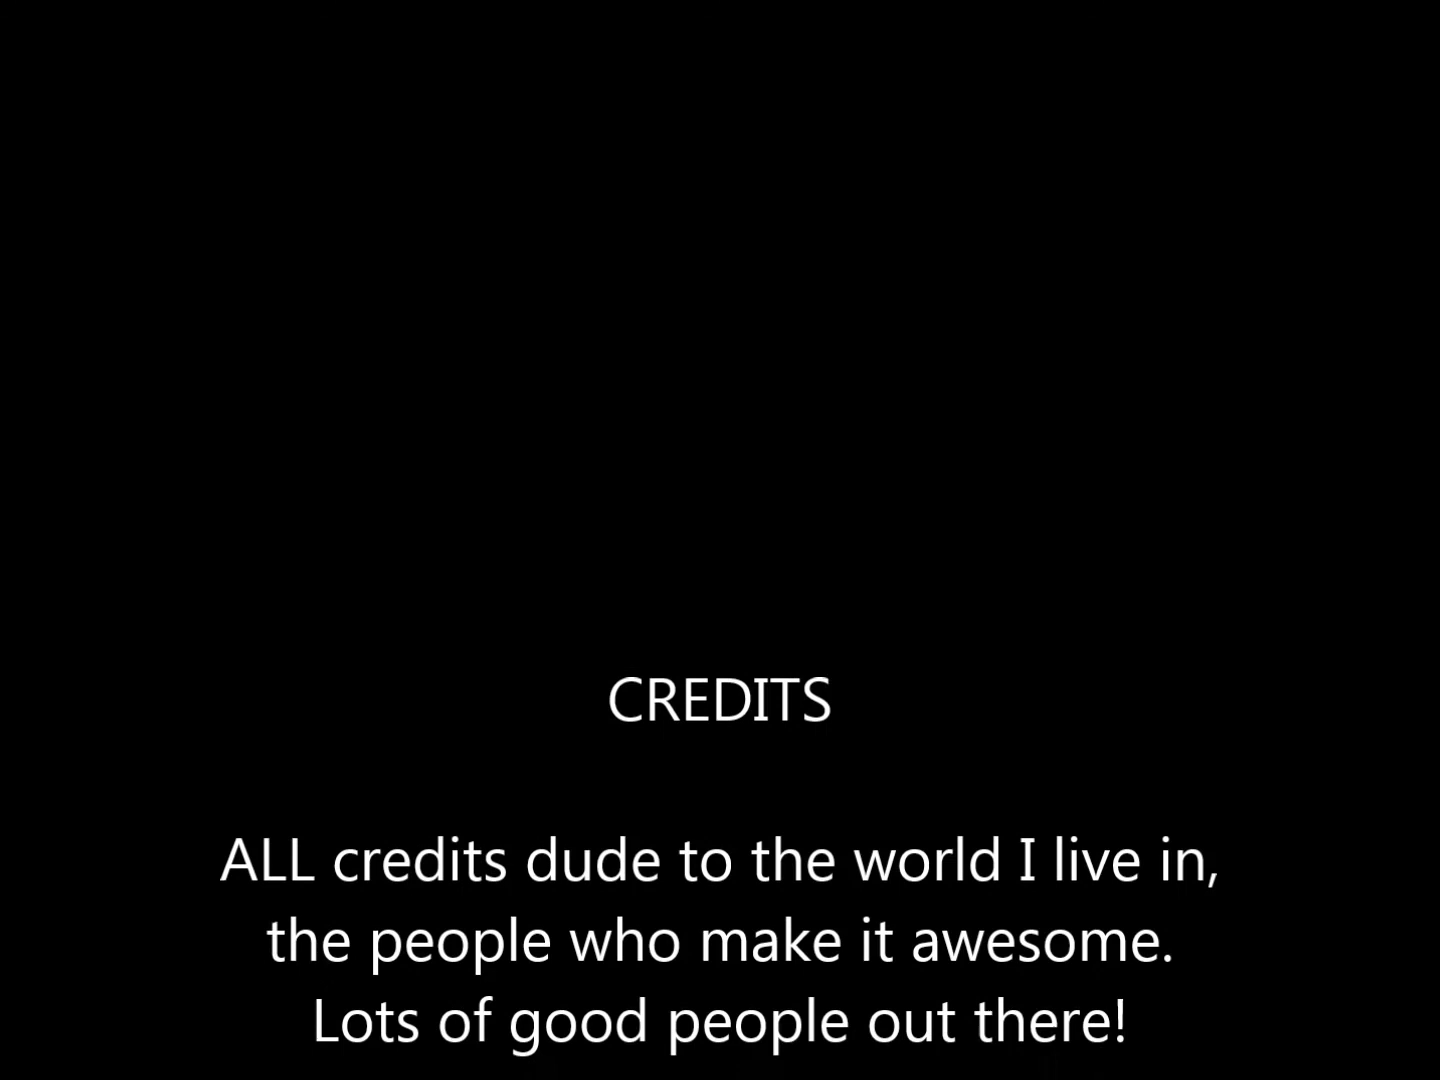 CREDITS
ALL credits dude to the world I live in,
the people who make it awesome.
Lots of good people out there!